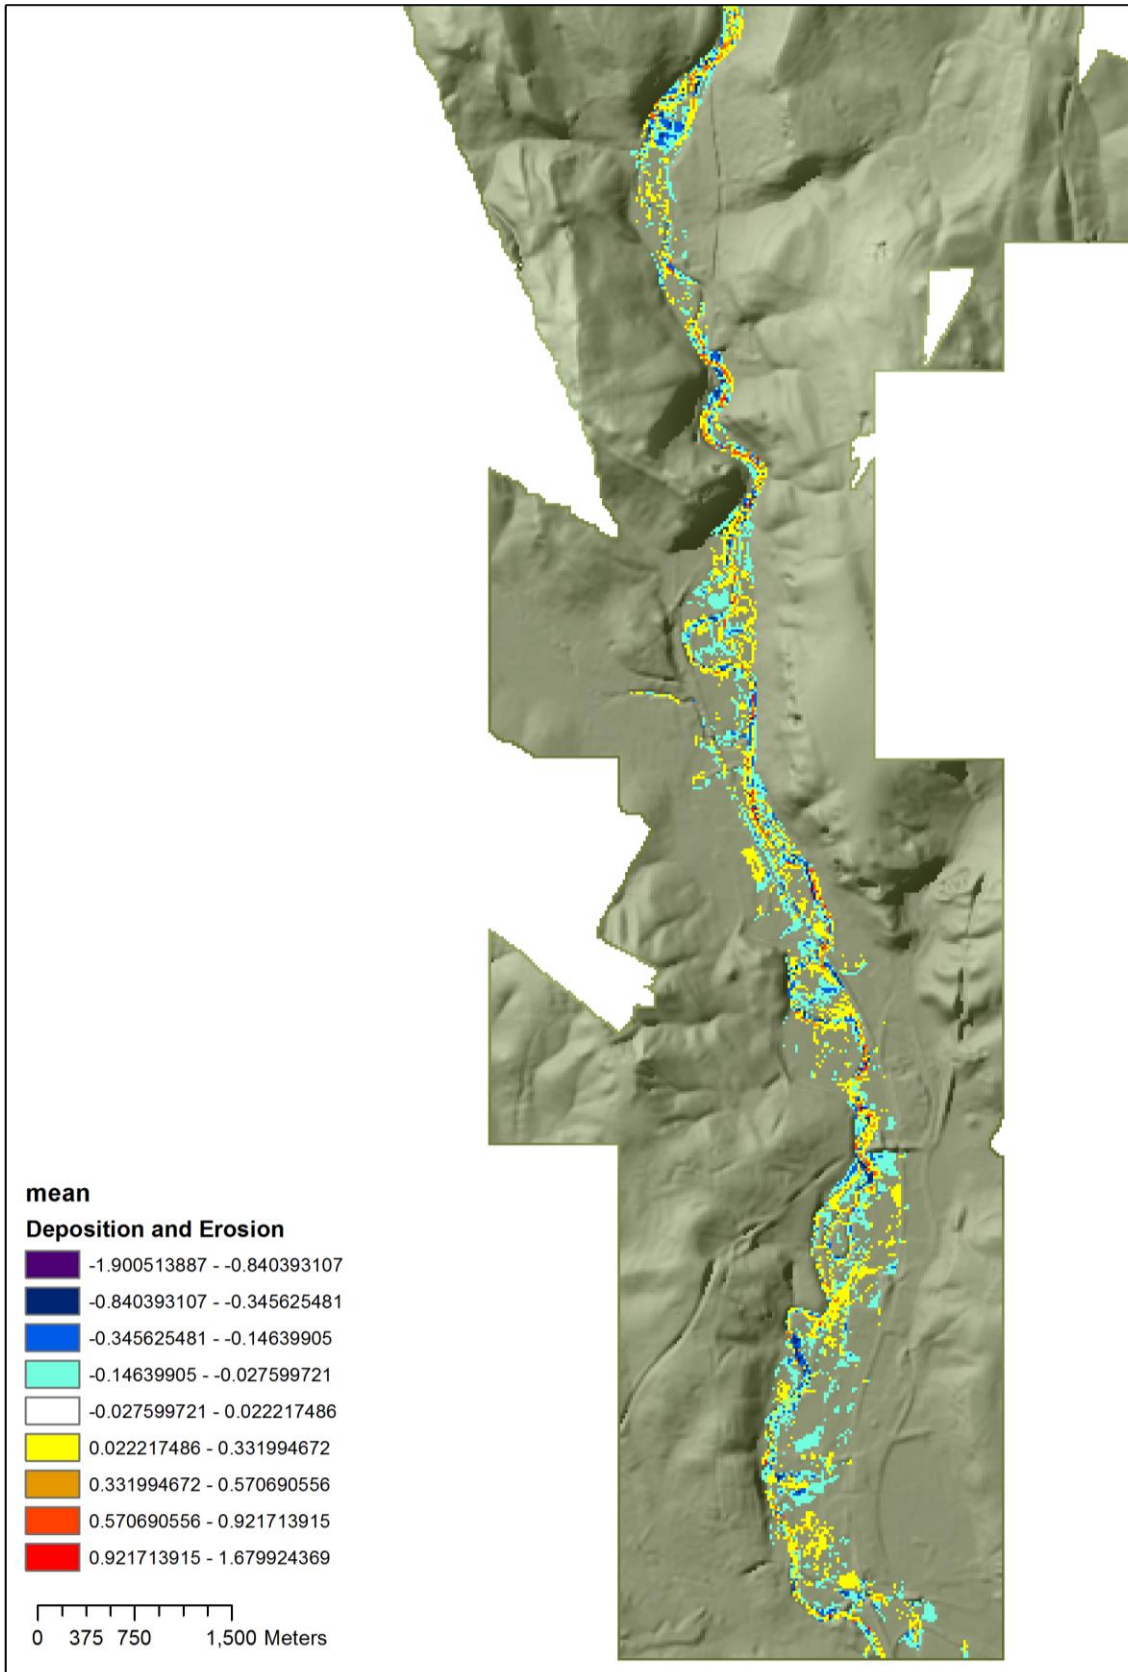 mean
Deposition and Erosion
-1.900513887 - -0.840393107
-0.840393107 - -0.345625481
-0.345625481 - -0.14639905
-0.14639905 - -0.027599721
-0.027599721 - 0.022217486
0.022217486 - 0.331994672
0.331994672 - 0.570690556
0.570690556 - 0.921713915
0.921713915 - 1.679924369
0 375 750 1,500 Meters